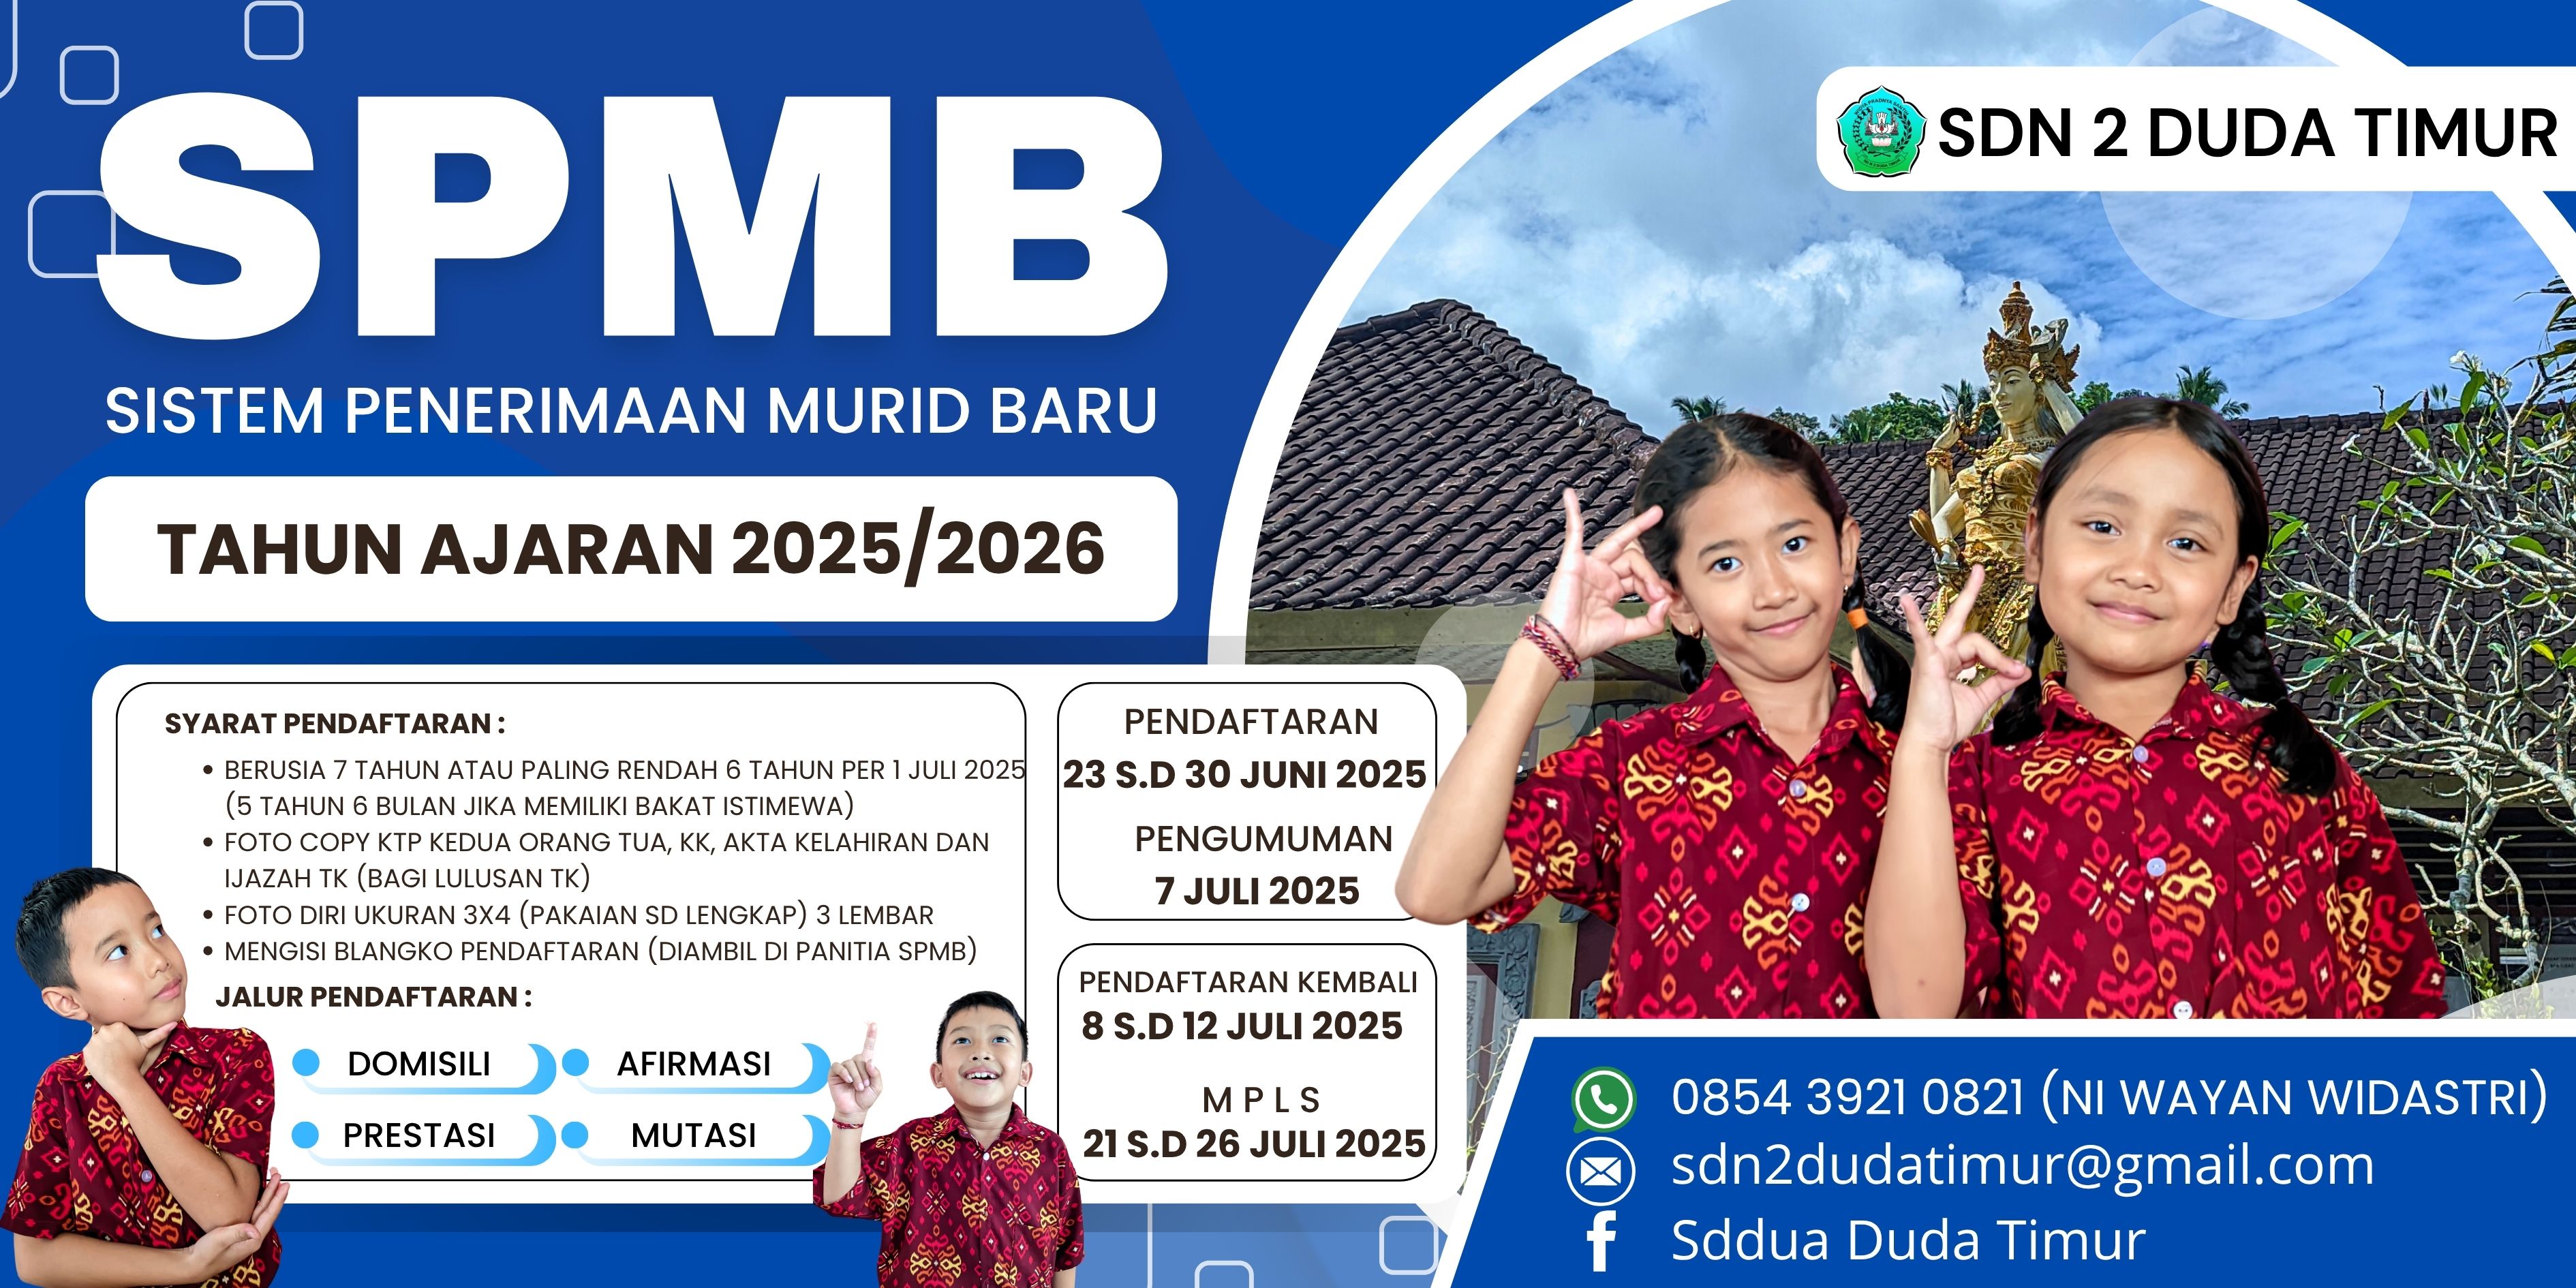 SPMB
SISTEM PENERIMAAN MURID BARU
TAHUN AJARAN 2025/2026
SDN 2 DUDA TIMUR
SYARAT PENDAFTARAN :
• BERUSIA 7 TAHUN ATAU PALING RENDAH 6 TAHUN PER 1 JULI 2025
(5 TAHUN 6 BULAN JIKA MEMILIKI BAKAT ISTIMEWA)
• FOTO COPY KTP KEDUA ORANG TUA, KK, AKTA KELAHIRAN DAN
IJAZAH TK (BAGI LULUSAN TK)
• FOTO DIRI UKURAN 3X4 (PAKAIAN SD LENGKAP) 3 LEMBAR
• MENGISI BLANGKO PENDAFTARAN (DIAMBIL DI PANITIA SPMB)
JALUR PENDAFTARAN :
DOMISILI
AFIRMASI
PRESTASI
MUTASI
PENDAFTARAN
23 S.D 30 JUNI 2025
PENGUMUMAN
7 JULI 2025
PENDAFTARAN KEMBALI
8 S.D 12 JULI 2025
M P L S
21 S.D 26 JULI 2025
0854 3921 0821 (NI WAYAN WIDASTRI)
sdn2dudatimur@gmail.com
Sddua Duda Timur